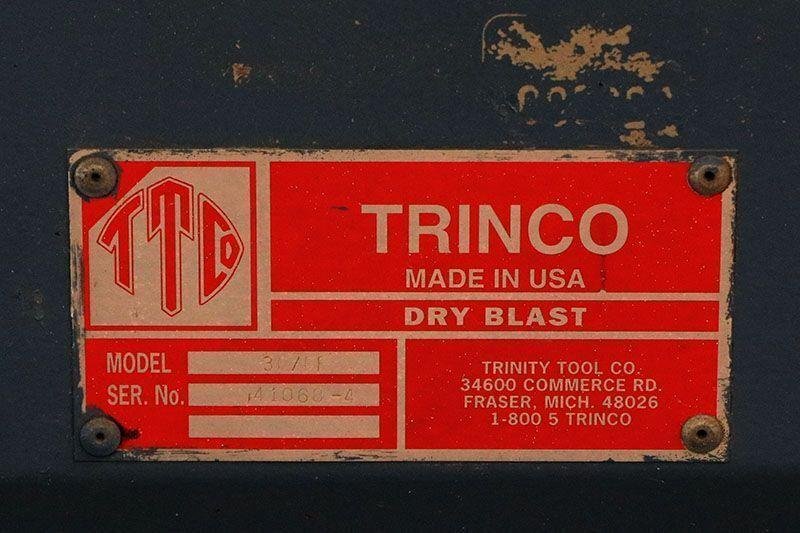 TTCO
TRINCO
MADE IN USA
DRY BLAST
MODEL
SER. No.
TRINITY TOOL CO.
34600 COMMERCE RD.
FRASER, MICH. 48026
1-800 5 TRINCO